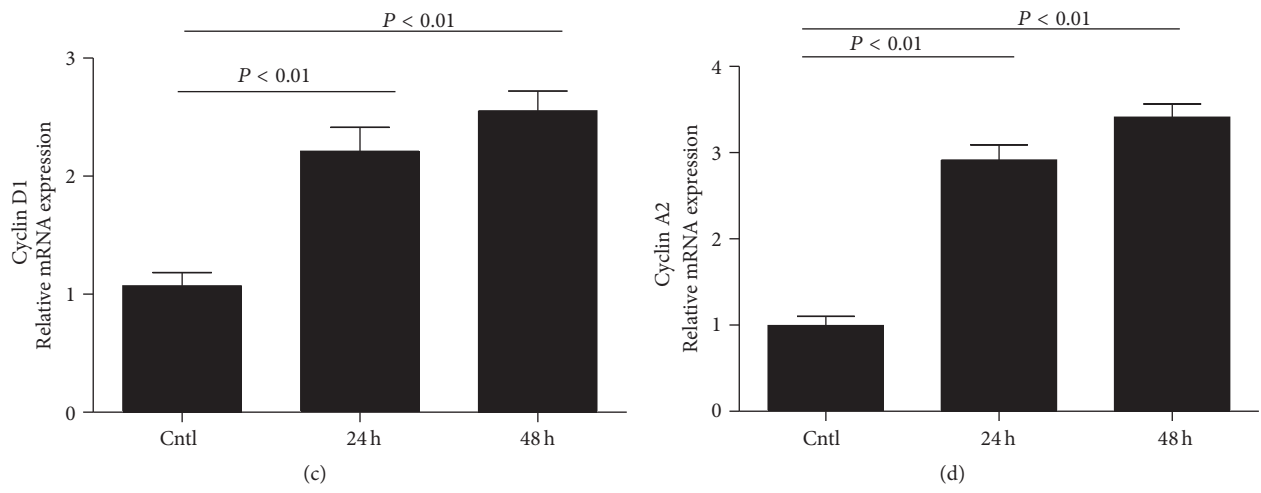 P < 0.01
P < 0.01
3
2
1
0
Cyclin D1
Relative mRNA expression
Cntl
24 h
48 h
(c)
P < 0.01
P < 0.01
4
3
2
1
0
Cyclin A2
Relative mRNA expression
Cntl
24 h
48 h
(d)